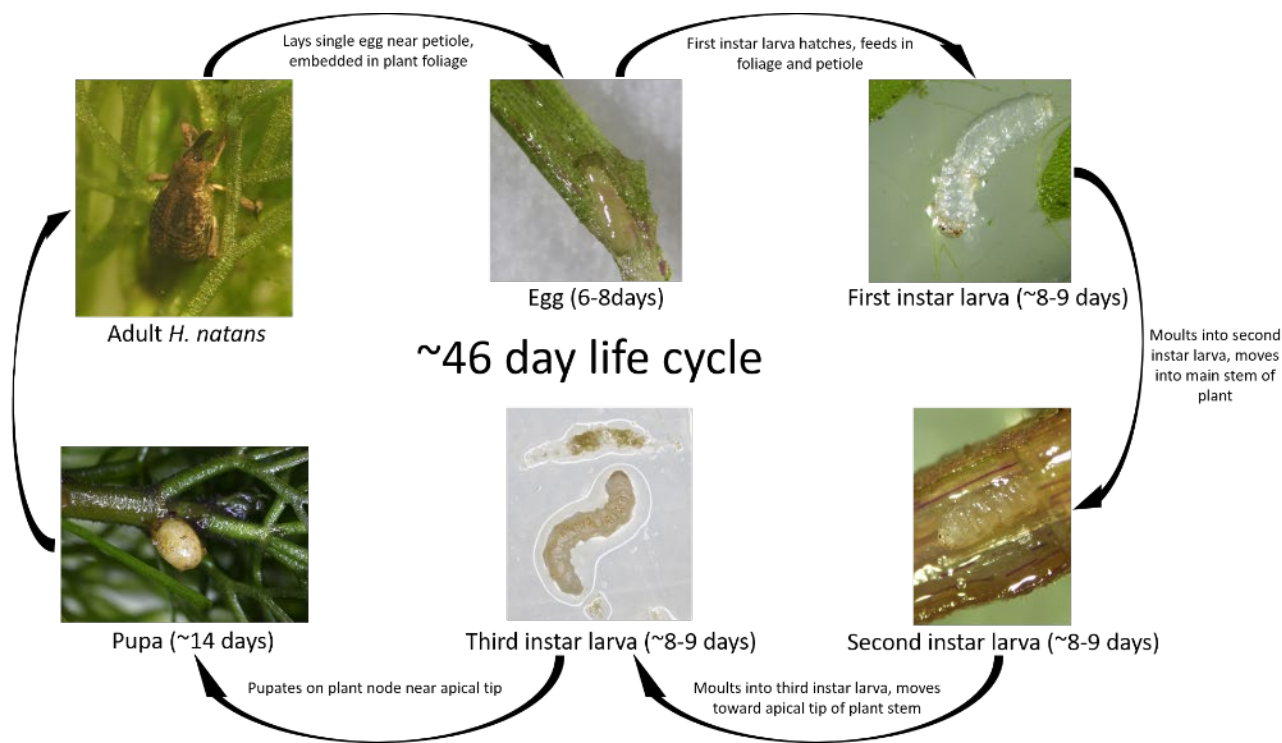 Lays single egg near petiole,
embedded in plant foliage
First instar larva hatches, feeds in
foliage and petiole
Adult H. natans
Egg (6-8days)
First instar larva (~8-9 days)
~46 day life cycle
Moults into second
instar larva, moves
into main stem of
plant
Pupa (~14 days)
Third instar larva (~8-9 days)
Second instar larva (~8-9 days)
Pupates on plant node near apical tip
Moults into third instar larva, moves
toward apical tip of plant stem